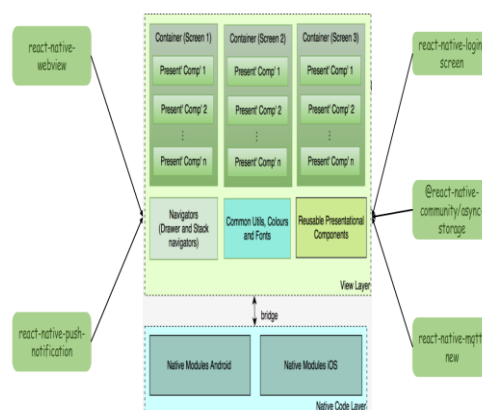 react-native-
webview
react-native-push-
notification
Container (Screen 1)
Present' Comp' 1
Present' Comp' 2
⋮
Present' Comp' n
Container (Screen 2)
Present' Comp' 1
Present' Comp' 2
⋮
Present' Comp' n
Container (Screen 3)
Present' Comp' 1
Present' Comp' 2
⋮
Present' Comp' n
Navigators
(Drawer and Stack
navigators)
Common Utils, Colours
and Fonts
Reusable Presentational
Components
View Layer
bridge
Native Modules Android
Native Modules iOS
Native Code Layer
react-native-login-
screen
@react-native-
community/async-
storage
react-native-mqtt-
new